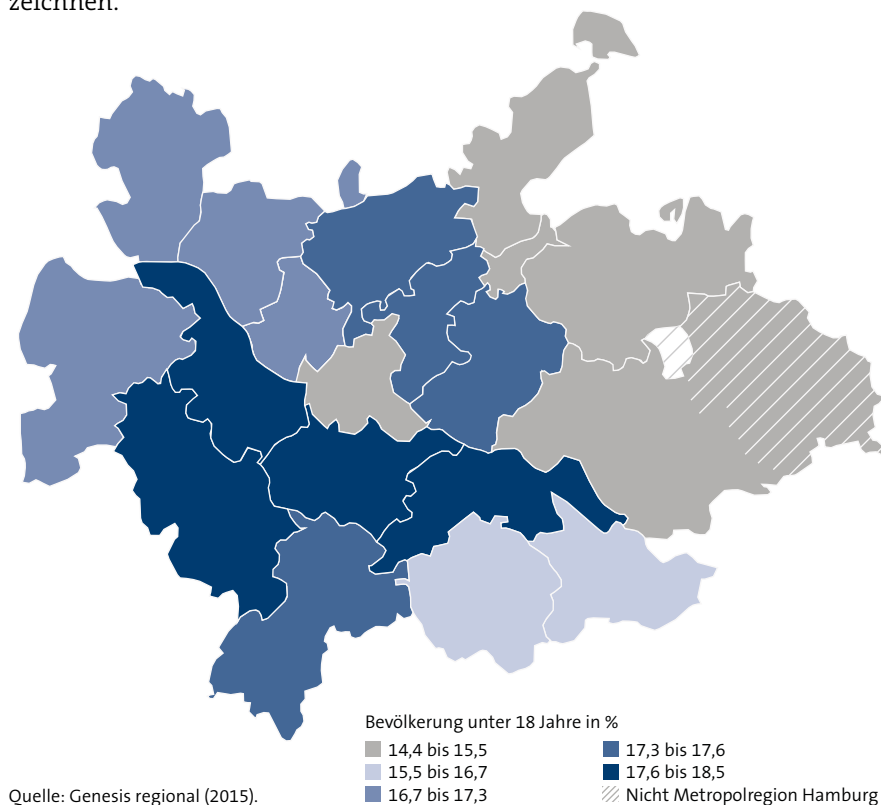 zeichnen.
Bevölkerung unter 18 Jahre in %
14,4 bis 15,5
15,5 bis 16,7
16,7 bis 17,3
17,3 bis 17,6
17,6 bis 18,5
Nicht Metropolregion Hamburg
Quelle: Genesis regional (2015).